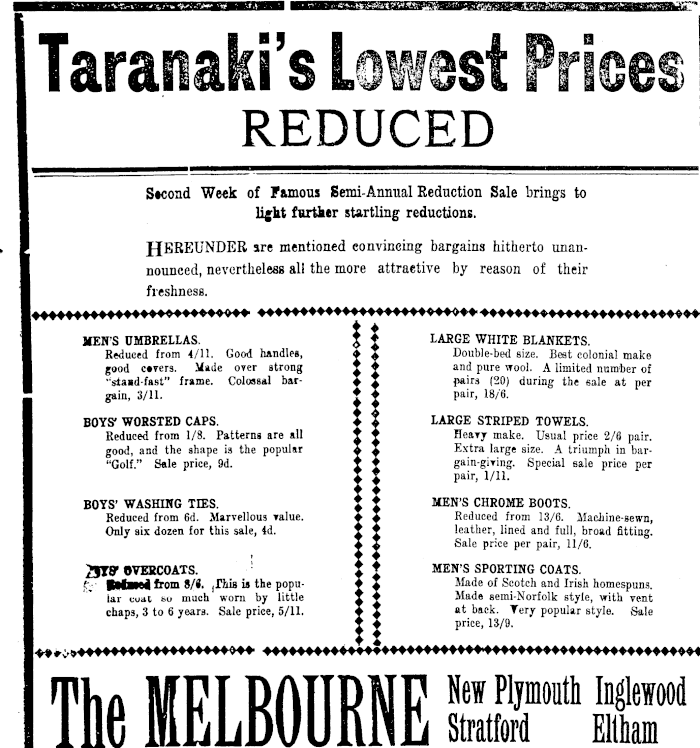 Taranaki's Lowest Prices
REDUCED
Second Week of Famous Semi-Annual Reduction Sale brings to
light further startling reductions.
HEREUNDER are mentioned convincing bargains hitherto unan-
nounced, nevertheless all the more attractive by reason of their
freshness.
MEN'S UMBRELLAS.
Reduced from 4/11. Good handles,
good covers. Made over strong
"stand-fast" frame. Colossal bar-
gain, 3/11.
BOYS' WORSTED CAPS.
Reduced from 1/8. Patterns are all
good, and the shape is the popular
"Golf." Sale price, 9d.
BOYS' WASHING TIES.
Reduced from 6d. Marvellous value.
Only six dozen for this sale, 4d.
OVERCOATS.
from 8/6. This is the popu-
lar coat so much worn by little
chaps, 3 to 6 years. Sale price, 5/11.
LARGE WHITE BLANKETS.
Double-bed size. Best colonial make
and pure wool. A limited number of
pairs (20) during the sale at per
pair, 18/6.
LARGE STRIPED TOWELS.
Heavy make. Usual price 2/6 pair.
Extra large size. A triumph in bar-
gain-giving. Special sale price per
pair, 1/11.
MEN'S CHROME BOOTS.
Reduced from 13/6. Machine-sewn,
leather, lined and full, broad fitting.
Sale price per pair, 11/6.
MEN'S SPORTING COATS.
Made of Scotch and Irish homespuns.
Made semi-Norfolk style, with vent
at back. Very popular style. Sale
price, 13/9.
The MELBOURNE
New Plymouth Inglewood
Stratford Eltham